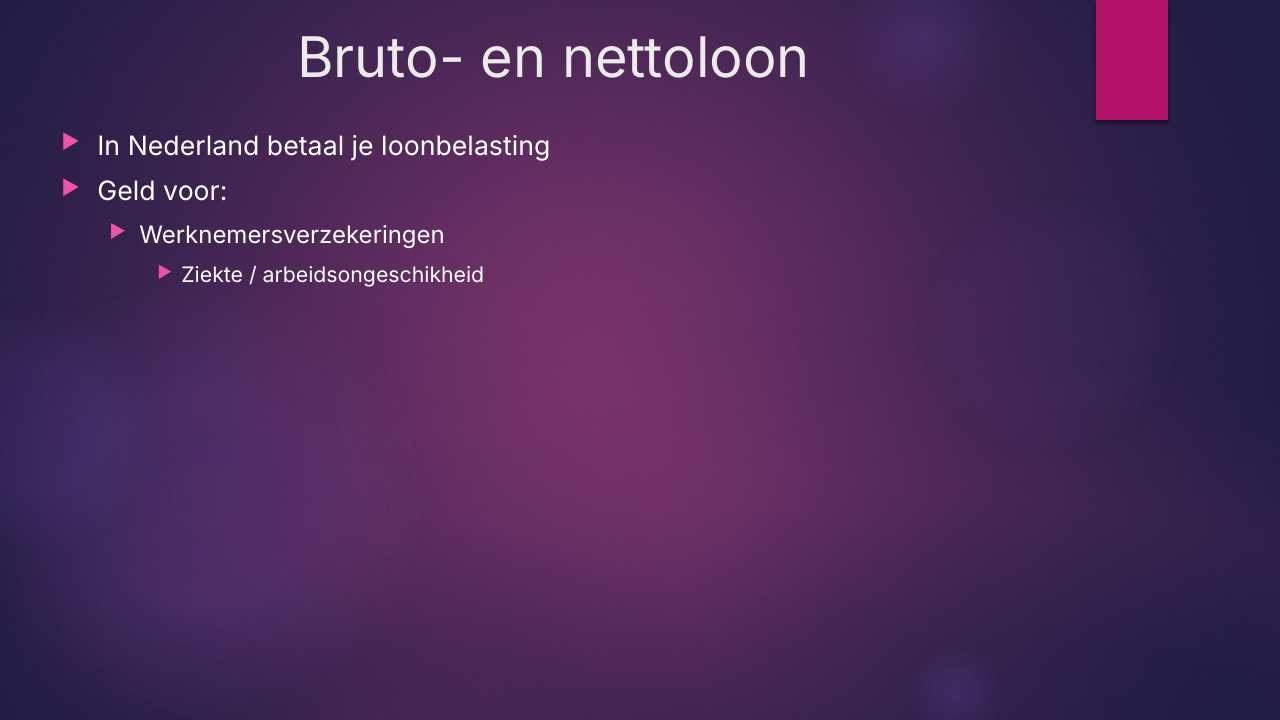 Bruto- en nettoloon
In Nederland betaal je loonbelasting
Geld voor:
Werknemersverzekeringen
Ziekte / arbeidsongeschikheid